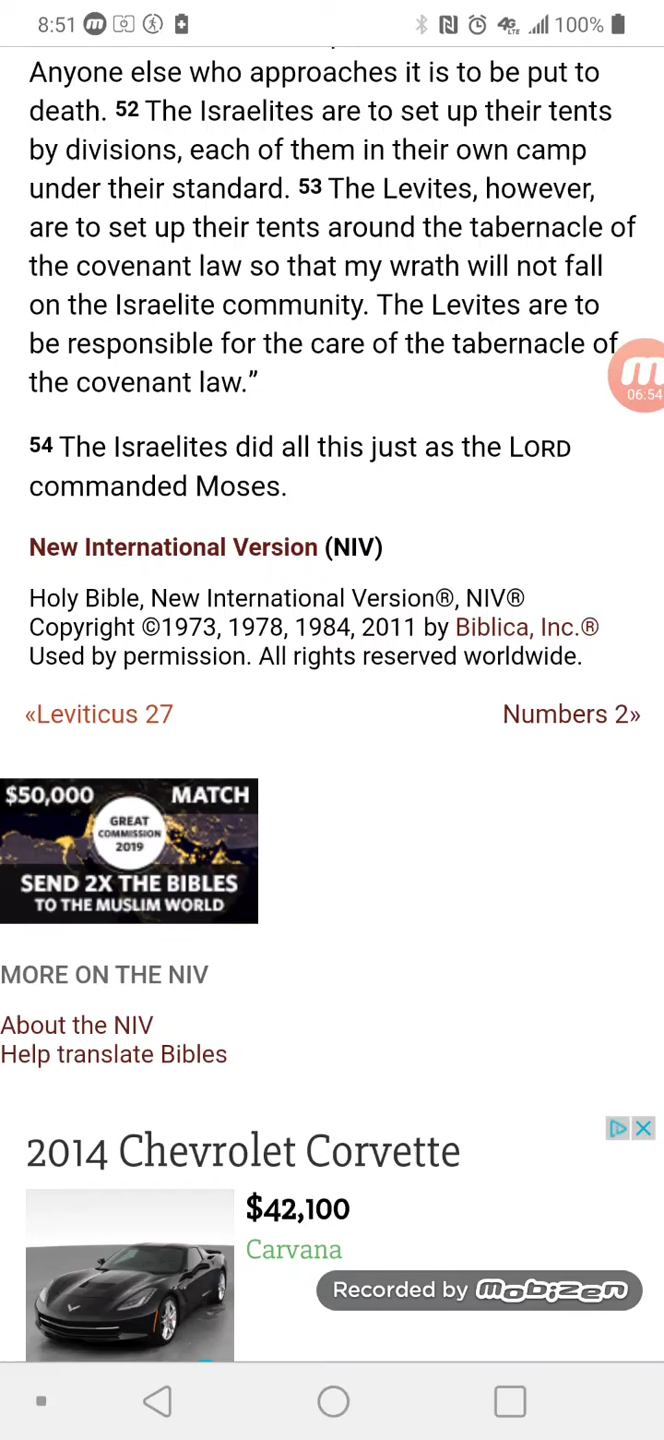 8:51 100%
Anyone else who approaches it is to be put to
death. 52 The Israelites are to set up their tents
by divisions, each of them in their own camp
under their standard. 53 The Levites, however,
are to set up their tents around the tabernacle of
the covenant law so that my wrath will not fall
on the Israelite community. The Levites are to
be responsible for the care of the tabernacle of
06:54
the covenant law.”
54 The Israelites did all this just as the LORD
commanded Moses.
New International Version (NIV)
Holy Bible, New International Version®, NIV®
Copyright ©1973, 1978, 1984, 2011 by Biblica, Inc.®
Used by permission. All rights reserved worldwide.
«Leviticus 27 Numbers 2»
$50,000 MATCH
GREAT
COMMISSION
2019
SEND 2X THE BIBLES
TO THE MUSLIM WORLD
MORE ON THE NIV
About the NIV
Help translate Bibles
2014 Chevrolet Corvette
$42,100
Carvana
Recorded by mobizen